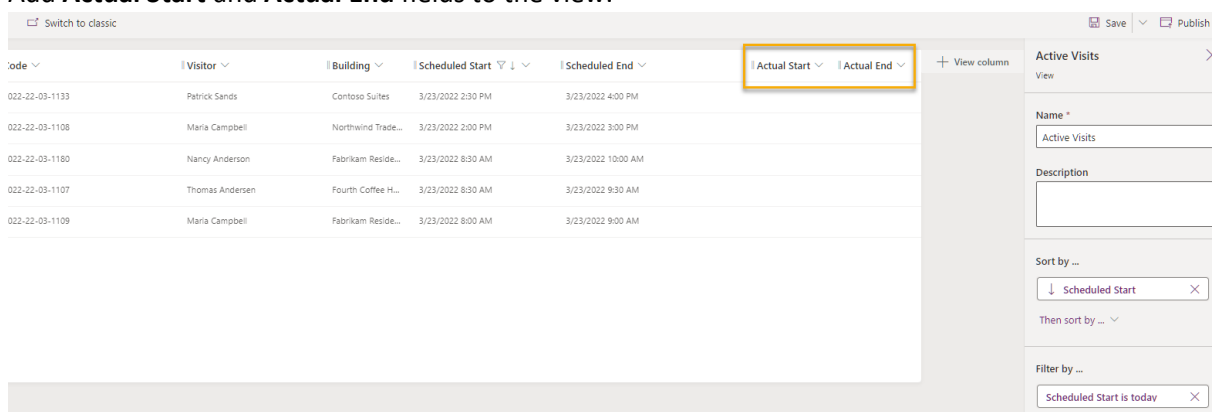 Add Actual Start and Actual End fields to the view.
Switch to classic
Save
Publish
Code
Visitor
Building
Scheduled Start
Scheduled End
Actual Start
Actual End
View column
022-22-03-1133 Patrick Sands Contoso Suites 3/23/2022 2:30 PM 3/23/2022 4:00 PM
022-22-03-1108 Maria Campbell Northwind Trade... 3/23/2022 2:00 PM 3/23/2022 3:00 PM
022-22-03-1180 Nancy Anderson Fabrikam Reside... 3/23/2022 8:30 AM 3/23/2022 10:00 AM
022-22-03-1107 Thomas Andersen Fourth Coffee H... 3/23/2022 8:30 AM 3/23/2022 9:30 AM
022-22-03-1109 Maria Campbell Fabrikam Reside... 3/23/2022 8:00 AM 3/23/2022 9:00 AM
Active Visits
View
Name *
Active Visits
Description
Sort by ...
Scheduled Start
Then sort by ...
Filter by ...
Scheduled Start is today